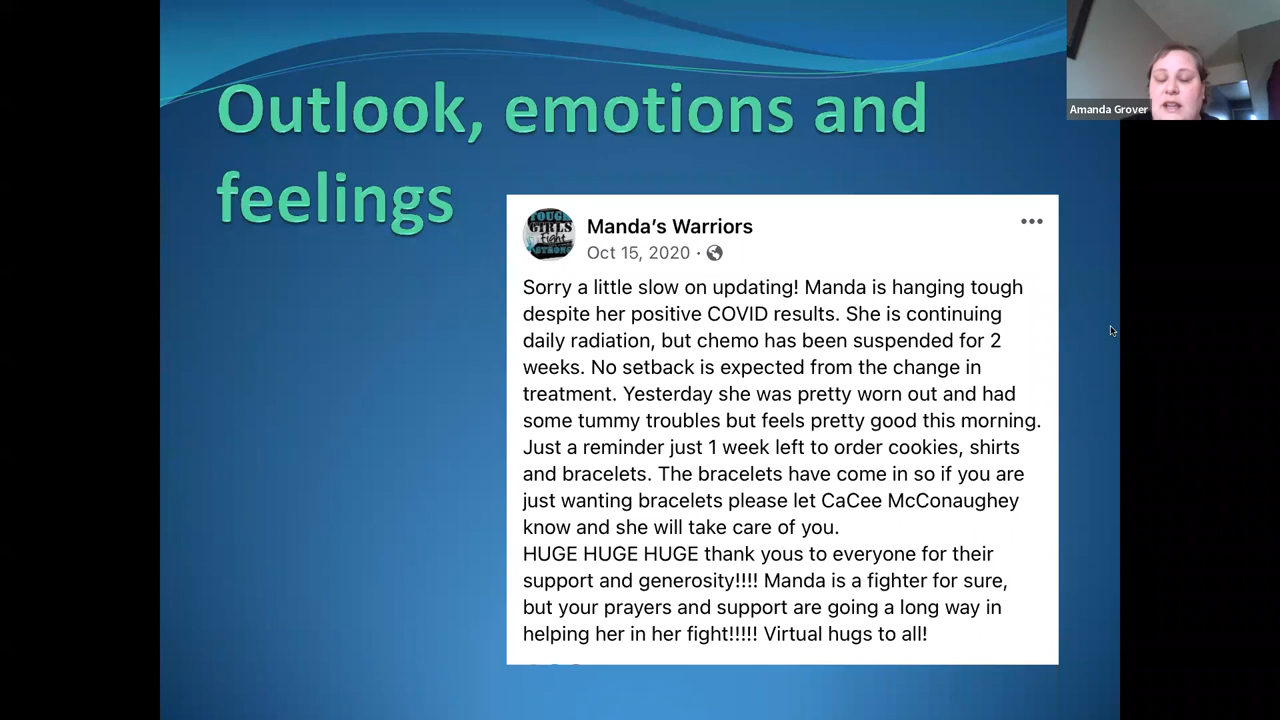 Outlook, emotions and
feelings
Amanda Grover
TOUGH
GIRLS
Fight
STRONG
Manda’s Warriors
Oct 15, 2020 ·
Sorry a little slow on updating! Manda is hanging tough
despite her positive COVID results. She is continuing
daily radiation, but chemo has been suspended for 2
weeks. No setback is expected from the change in
treatment. Yesterday she was pretty worn out and had
some tummy troubles but feels pretty good this morning.
Just a reminder just 1 week left to order cookies, shirts
and bracelets. The bracelets have come in so if you are
just wanting bracelets please let CaCee McConaughey
know and she will take care of you.
HUGE HUGE HUGE thank yous to everyone for their
support and generosity!!!! Manda is a fighter for sure,
but your prayers and support are going a long way in
helping her in her fight!!!!! Virtual hugs to all!